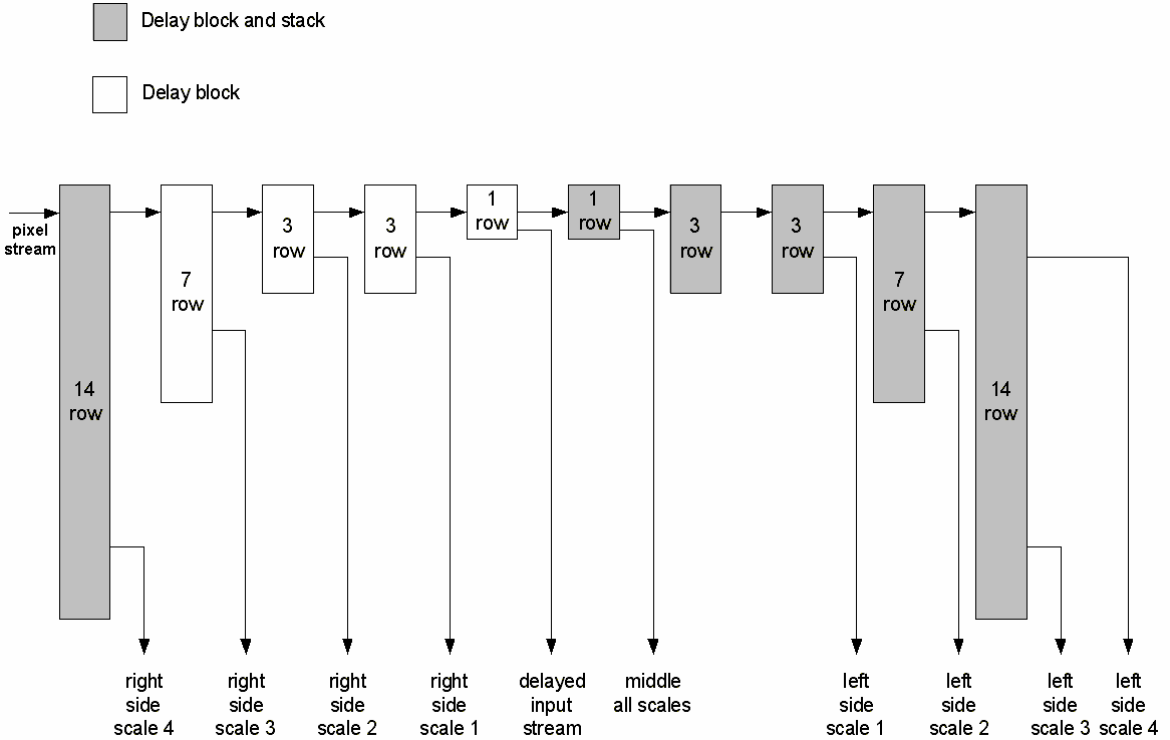 Delay block and stack
Delay block
pixel
stream
14
row
7
row
3
row
3
row
1
row
1
row
3
row
3
row
7
row
14
row
right
side
scale 4
right
side
scale 3
right
side
scale 2
right
side
scale 1
delayed
input
stream
middle
all scales
left
side
scale 1
left
side
scale 2
left
side
scale 3
left
side
scale 4